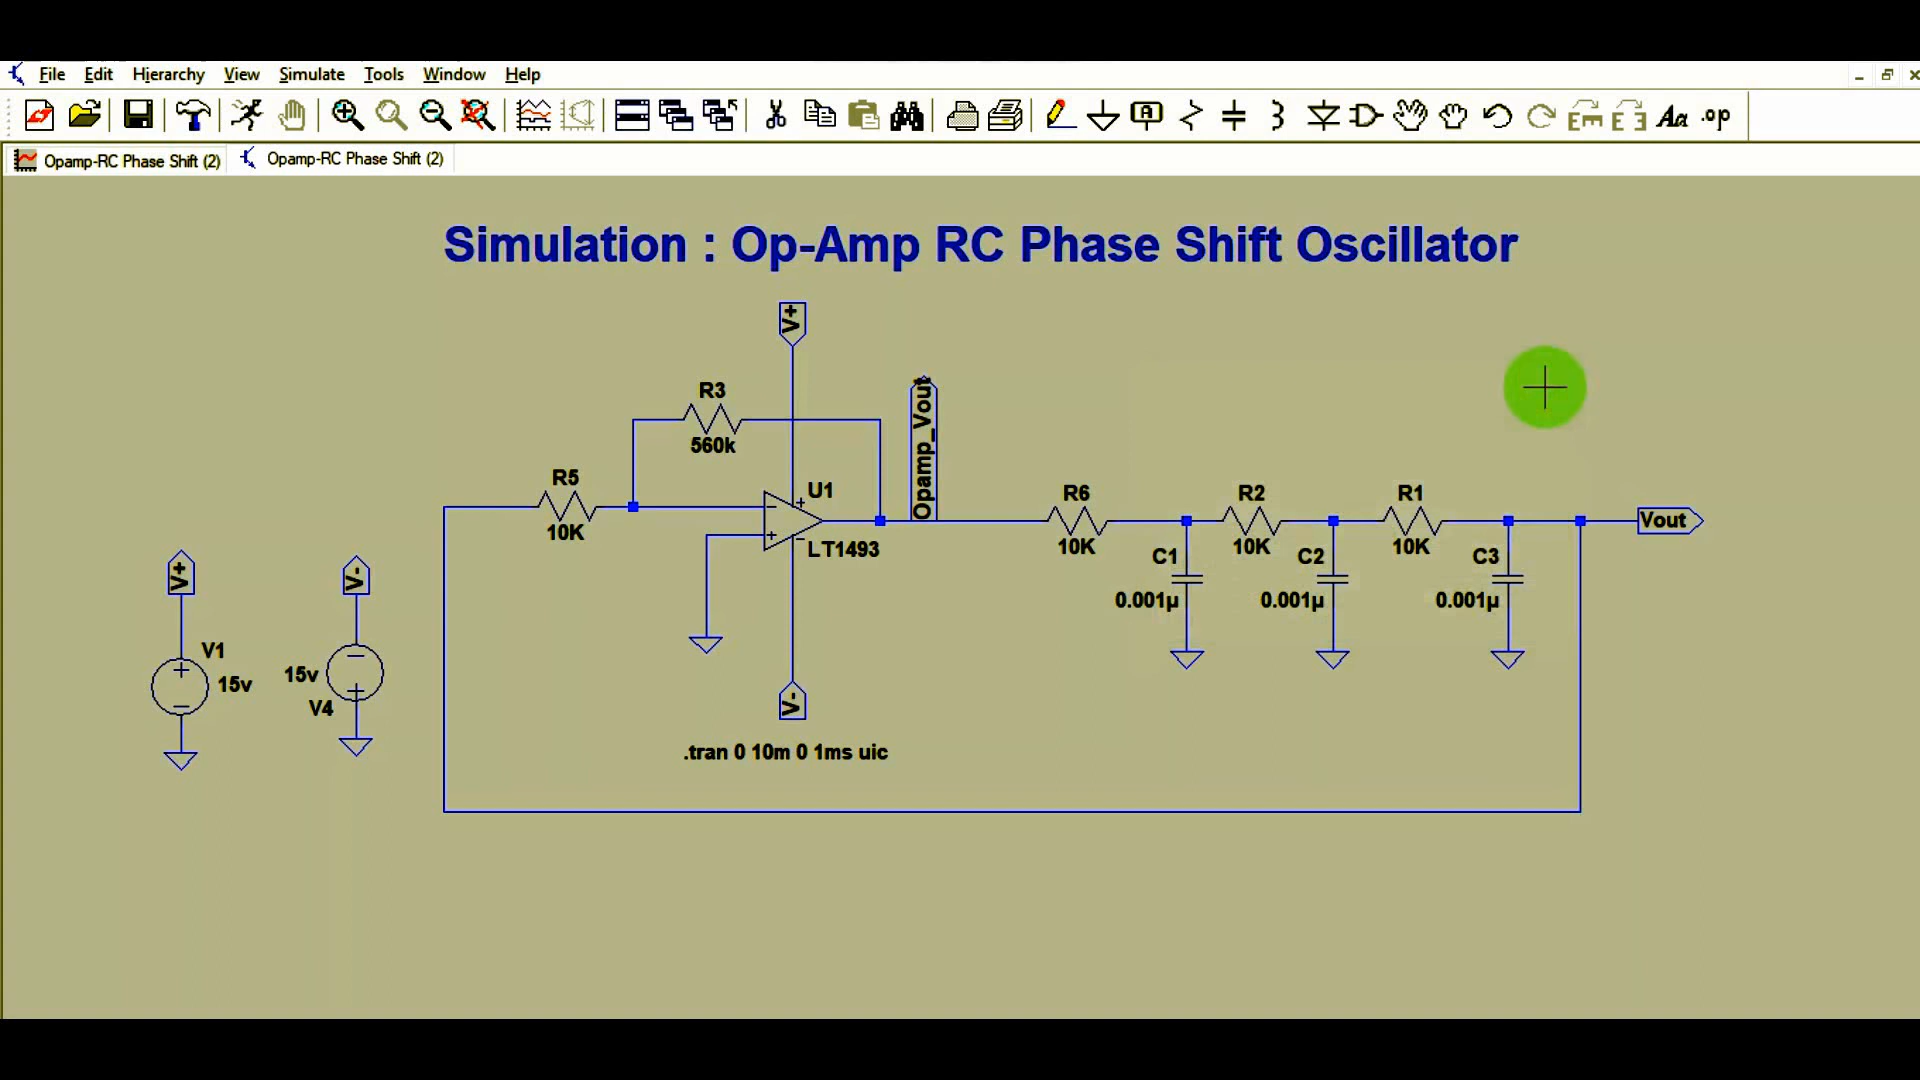 File Edit Hierarchy View Simulate Tools Window Help
A Aa .op
Opamp-RC Phase Shift (2) Opamp-RC Phase Shift (2)
Simulation : Op-Amp RC Phase Shift Oscillator
V+
R3
560k
Opamp_Vout
R5
10K
U1
LT1493
R6
10K
R2
10K
R1
10K
Vout
C1
0.001µ
C2
0.001µ
C3
0.001µ
V+
V-
V1
15v
15v
V4
V-
.tran 0 10m 0 1ms uic